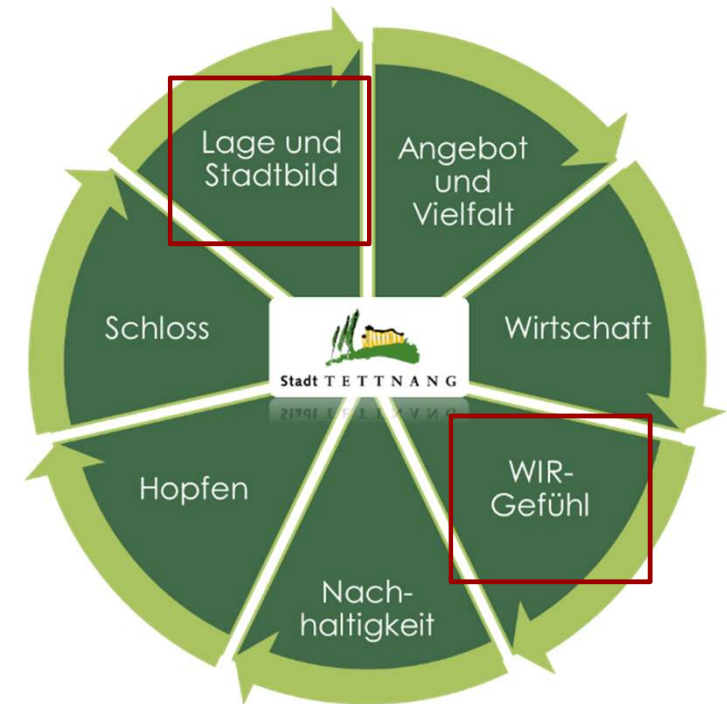 Lage und
Stadtbild
Angebot
und
Vielfalt
Schloss
Wirtschaft
Stadt TETTNANG
Hopfen
WIR-
Gefühl
Nach-
haltigkeit